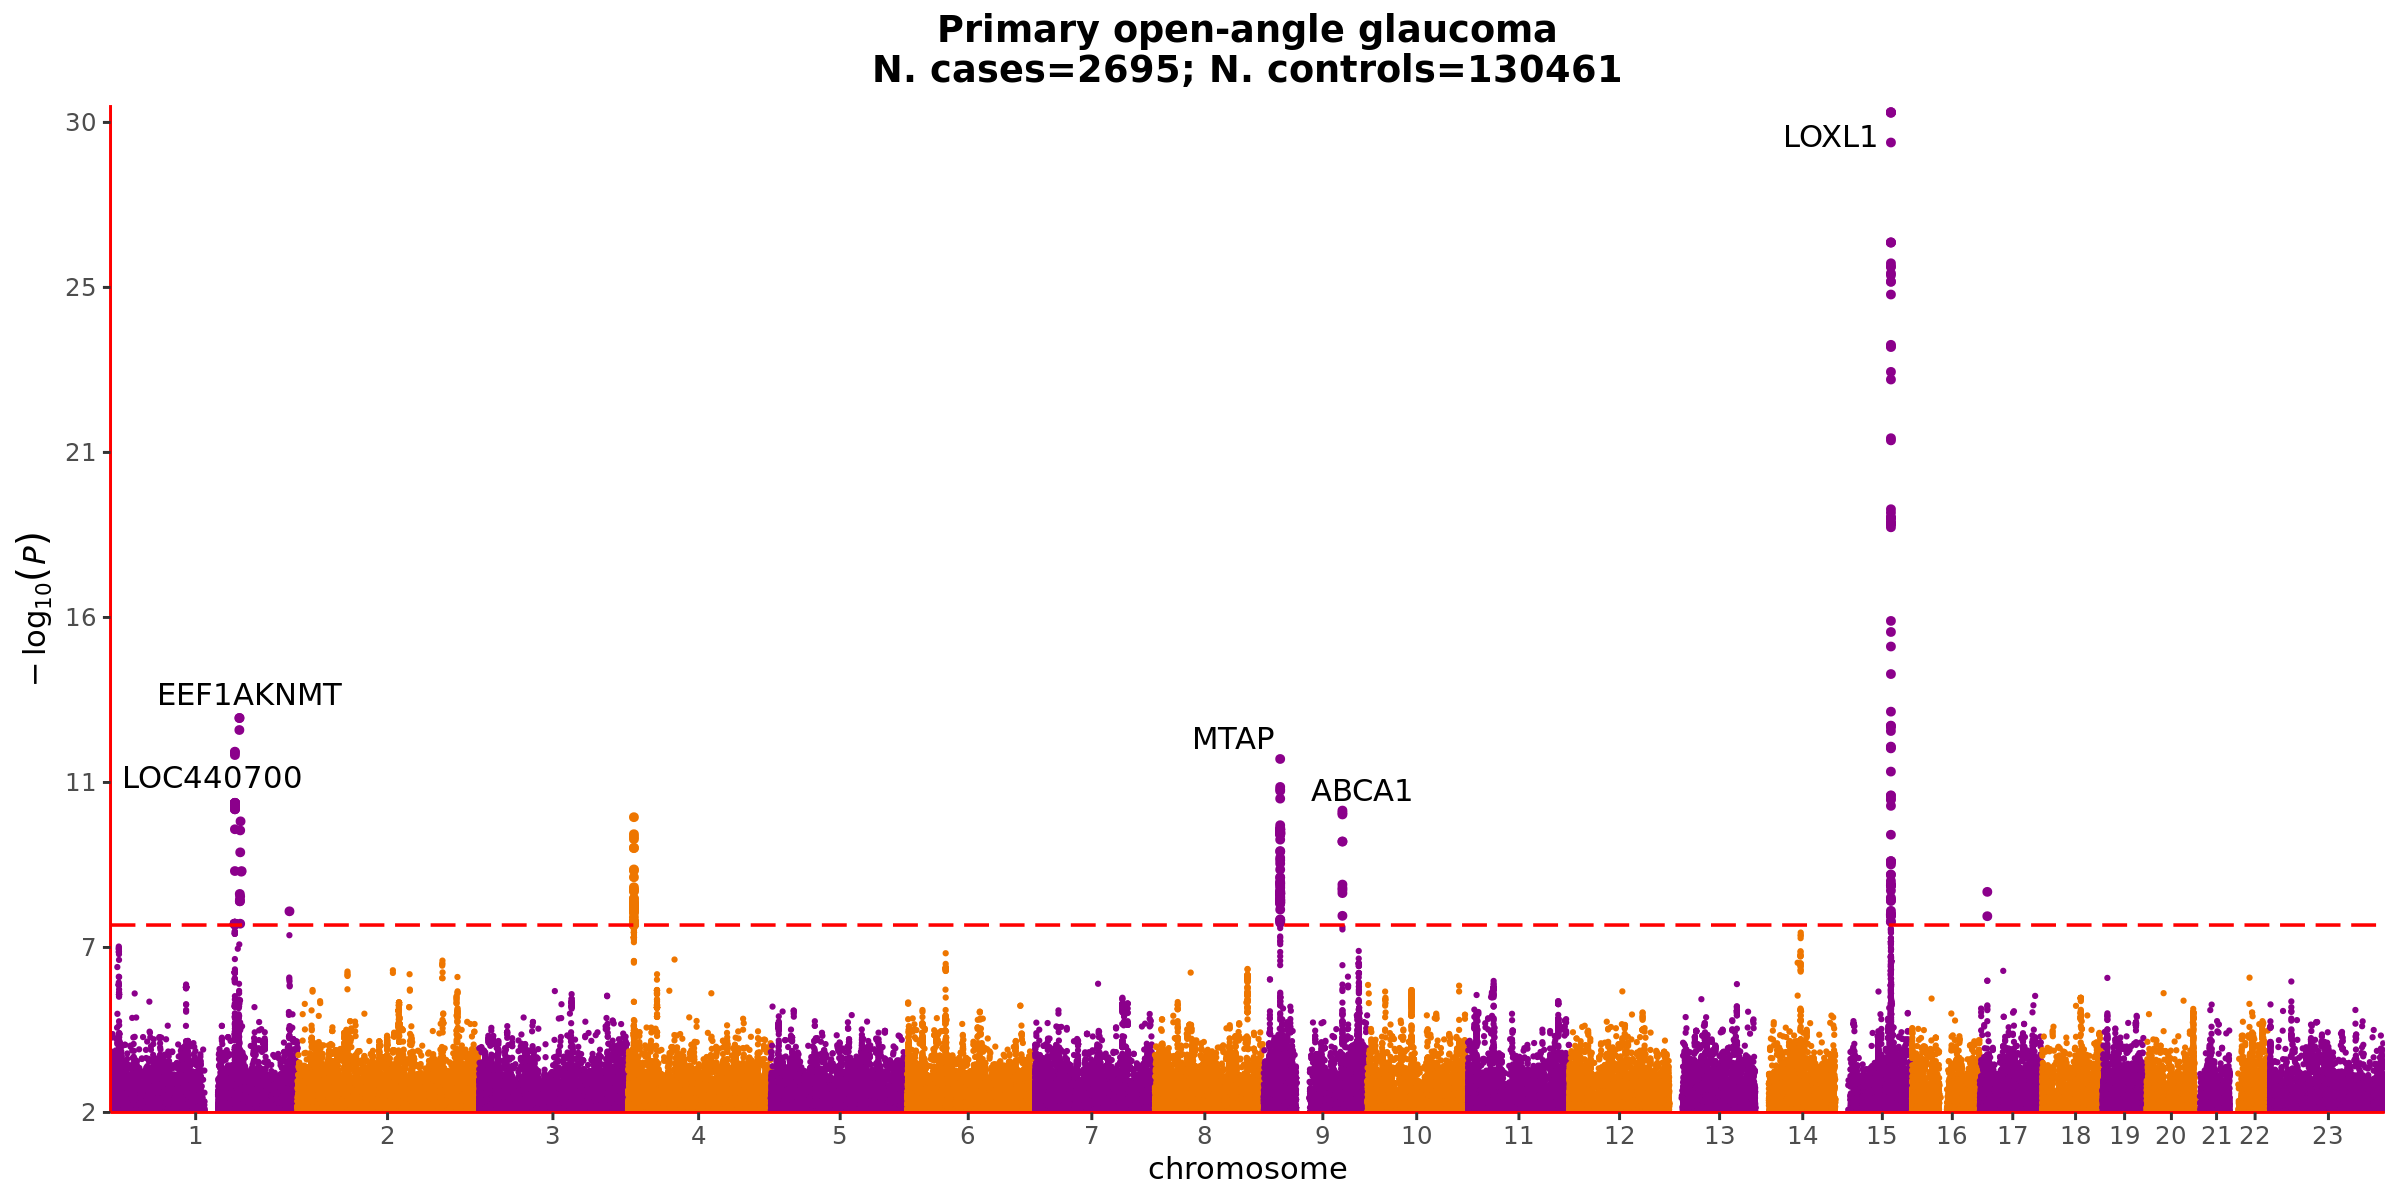 Primary open-angle glaucoma
N. cases=2695; N. controls=130461
30
25
21
16
11
7
2
−log10(P)
LOXL1
EEF1AKNMT
MTAP
LOC440700
ABCA1
1 2 3 4 5 6 7 8 9 10 11 12 13 14 15 16 17 18 19 20 21 22 23
chromosome